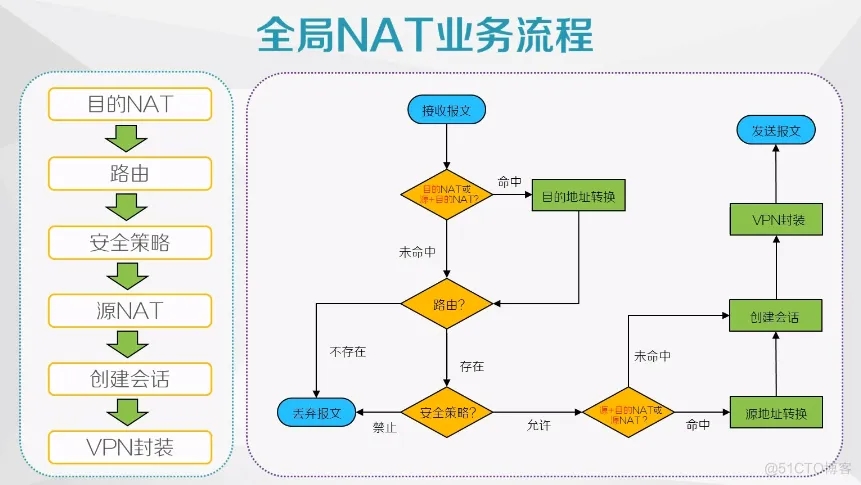 全局NAT业务流程
目的NAT
路由
安全策略
源NAT
创建会话
VPN封装
接收报文
目的NAT或
源+目的NAT?
命中
目的地址转换
未命中
路由?
不存在
存在
丢弃报文
禁止
安全策略?
允许
源+目的NAT或
源NAT?
未命中
命中
源地址转换
创建会话
VPN封装
发送报文
@51CTO博客